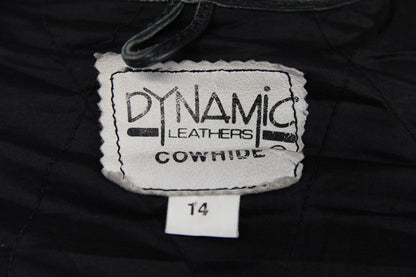 DYNAMIC
LEATHERS
COWHIDE
14